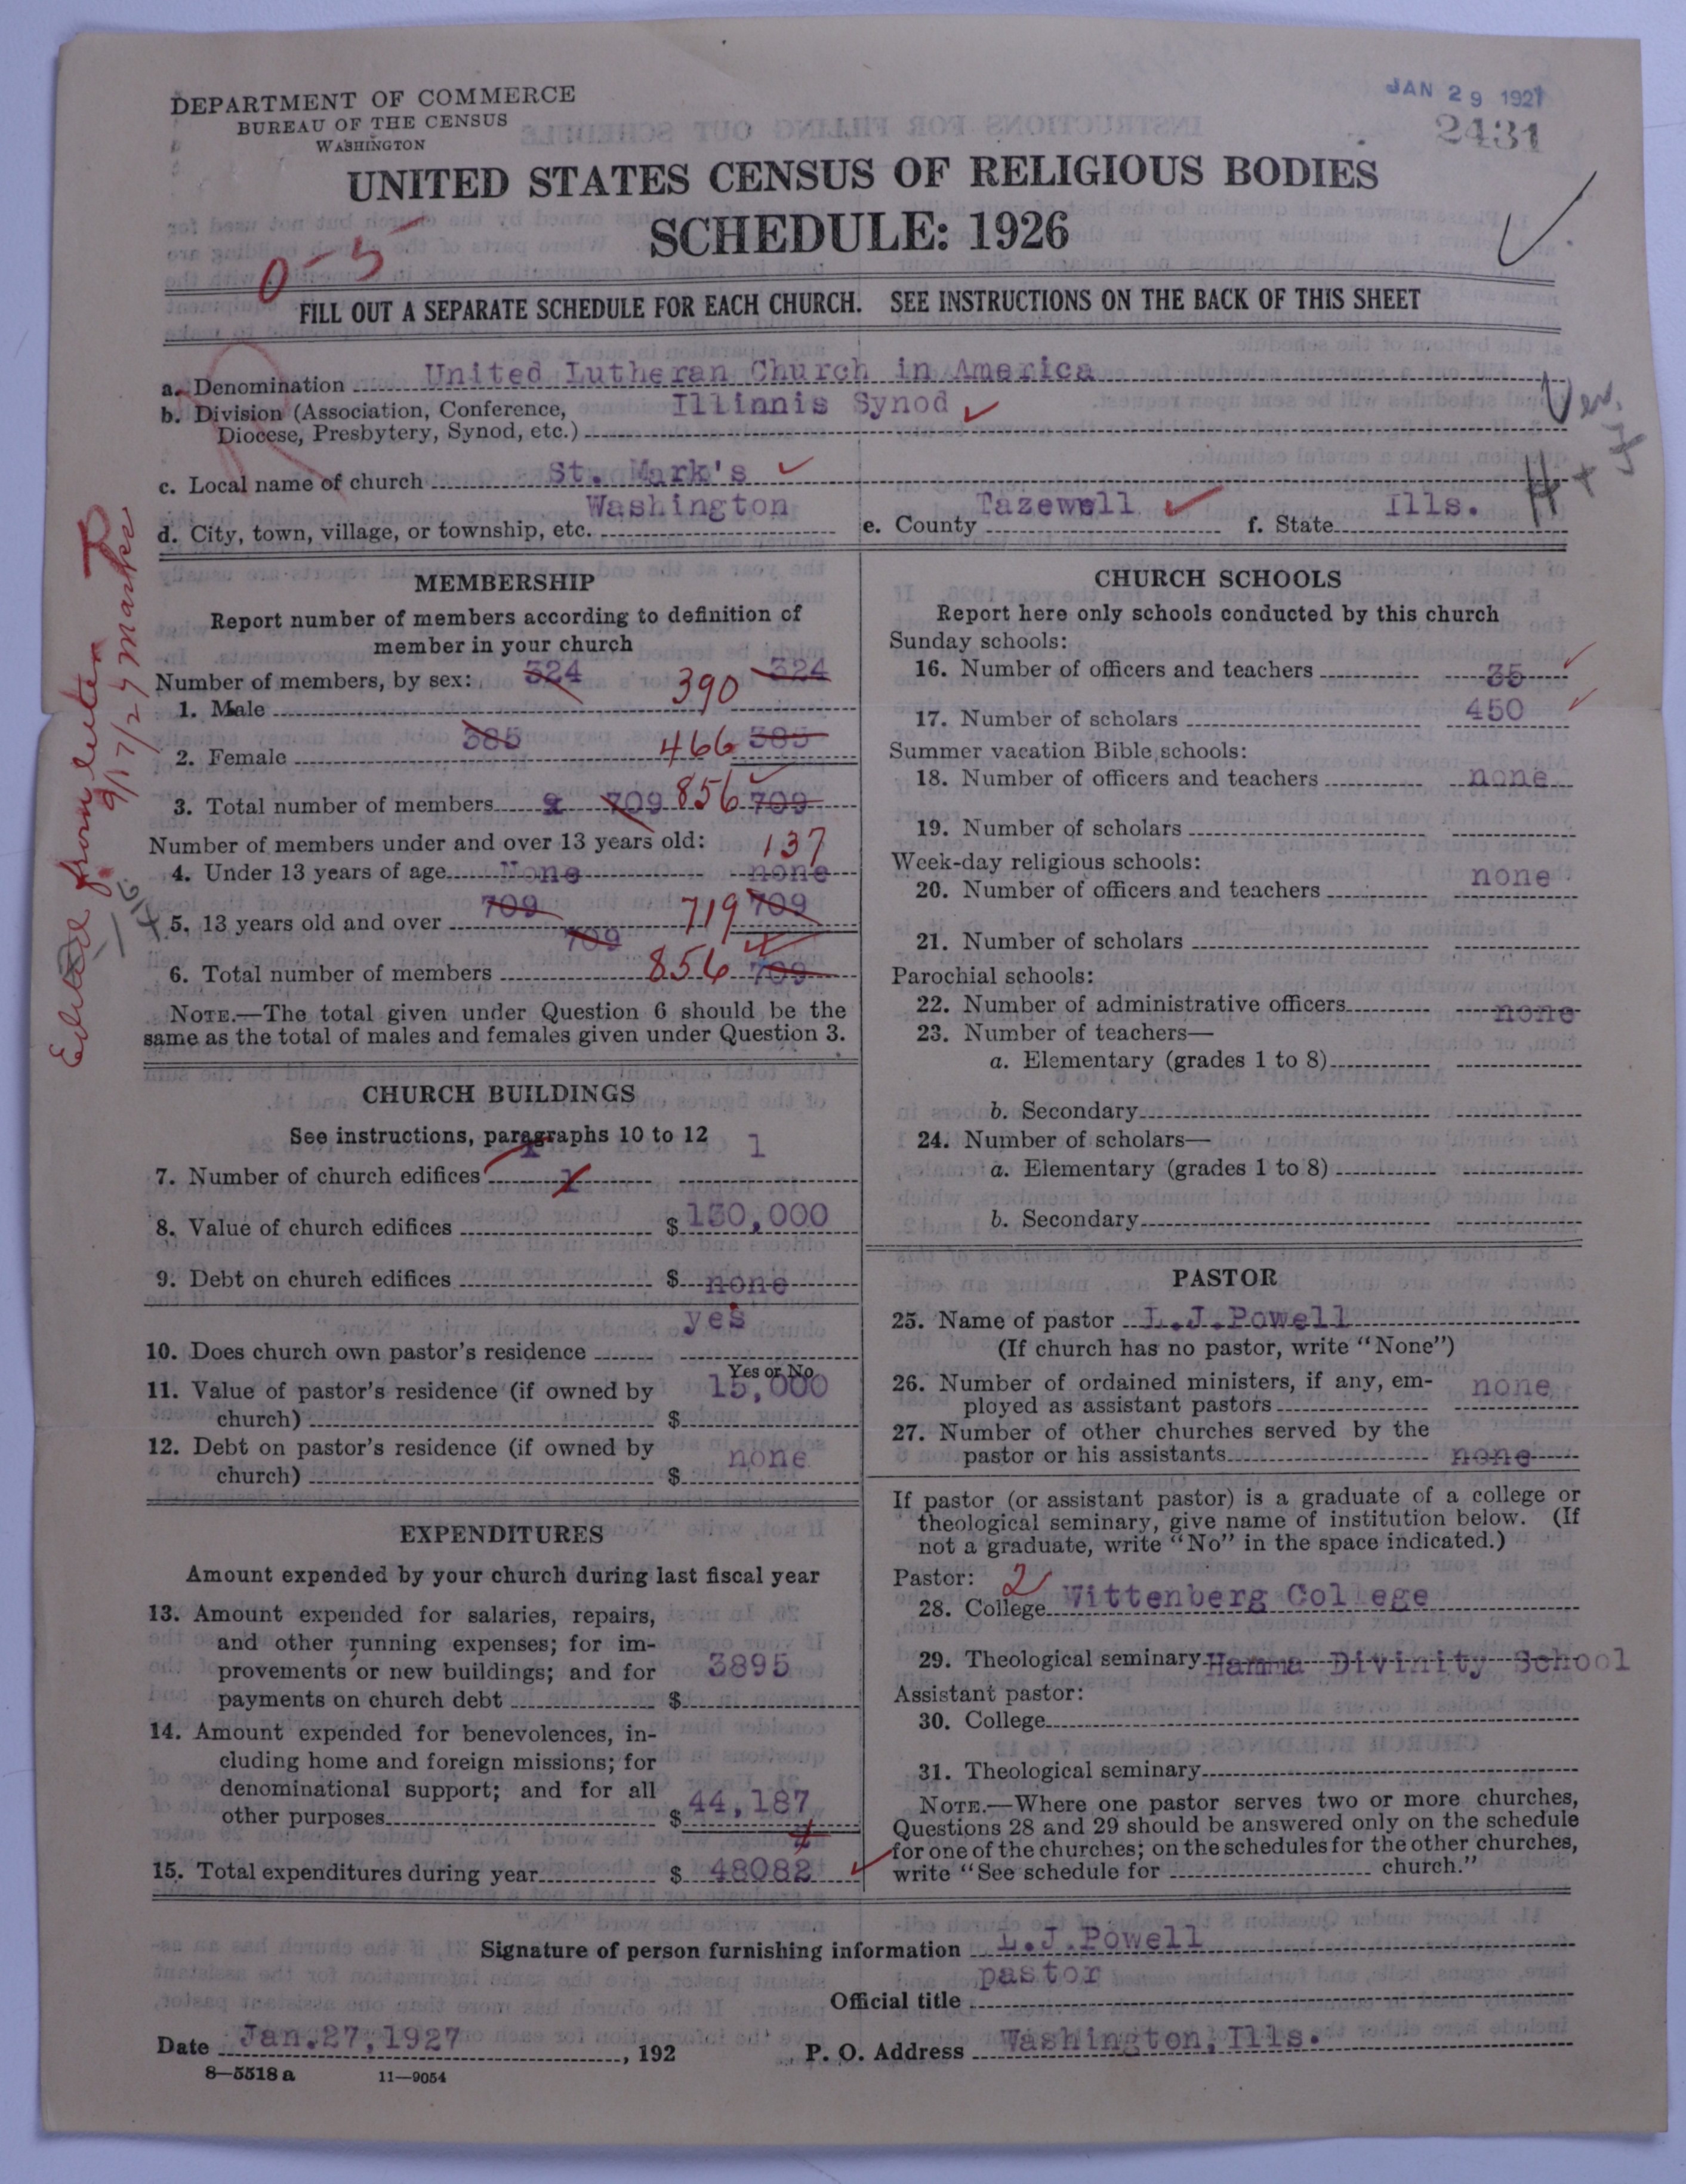 DEPARTMENT OF COMMERCE
BUREAU OF THE CENSUS
WASHINGTON
JAN 29 1927
2431
UNITED STATES CENSUS OF RELIGIOUS BODIES
SCHEDULE: 1926
0-5
FILL OUT A SEPARATE SCHEDULE FOR EACH CHURCH. SEE INSTRUCTIONS ON THE BACK OF THIS SHEET
a. Denomination United Lutheran Church in America
b. Division (Association, Conference, Illinnis Synod
Diocese, Presbytery, Synod, etc.)
Ver.
c. Local name of church St. Mark's
d. City, town, village, or township, etc. Washington e. County Tazewell f. State Ills.
Edited from letter
9/17/27 Marks
MEMBERSHIP
Report number of members according to definition of
member in your church
Number of members, by sex: 324 390 324
1. Male
2. Female 385 466 385
3. Total number of members 709 856 709
Number of members under and over 13 years old: 137
4. Under 13 years of age None none
5. 13 years old and over 709 719 709
709
6. Total number of members 856 709
NOTE.—The total given under Question 6 should be the
same as the total of males and females given under Question 3.
CHURCH BUILDINGS
See instructions, paragraphs 10 to 12
7. Number of church edifices 1 1
8. Value of church edifices $ 150,000
9. Debt on church edifices $ none
10. Does church own pastor's residence yes
Yes or No
11. Value of pastor's residence (if owned by
church) $ 15,000
12. Debt on pastor's residence (if owned by
church) $ none
EXPENDITURES
Amount expended by your church during last fiscal year
13. Amount expended for salaries, repairs,
and other running expenses; for im-
provements or new buildings; and for
payments on church debt $ 3895
14. Amount expended for benevolences, in-
cluding home and foreign missions; for
denominational support; and for all
other purposes $ 44,187
15. Total expenditures during year $ 48082
CHURCH SCHOOLS
Report here only schools conducted by this church
Sunday schools:
16. Number of officers and teachers 35
17. Number of scholars 450
Summer vacation Bible schools:
18. Number of officers and teachers none
19. Number of scholars
Week-day religious schools:
20. Number of officers and teachers none
21. Number of scholars
Parochial schools:
22. Number of administrative officers none
23. Number of teachers—
a. Elementary (grades 1 to 8)
b. Secondary
24. Number of scholars—
a. Elementary (grades 1 to 8)
b. Secondary
PASTOR
25. Name of pastor L.J.Powell
(If church has no pastor, write "None")
26. Number of ordained ministers, if any, em-
ployed as assistant pastors none
27. Number of other churches served by the
pastor or his assistants none
If pastor (or assistant pastor) is a graduate of a college or
theological seminary, give name of institution below. (If
not a graduate, write "No" in the space indicated.)
Pastor: 2
28. College Wittenberg College
29. Theological seminary Hamma Divinity School
Assistant pastor:
30. College
31. Theological seminary
NOTE.—Where one pastor serves two or more churches,
Questions 28 and 29 should be answered only on the schedule
for one of the churches; on the schedules for the other churches,
write "See schedule for church."
Signature of person furnishing information L.J.Powell
Official title pastor
Date Jan.27,1927, 192
P. O. Address Washington,Ills.
8—5518 a 11—9054